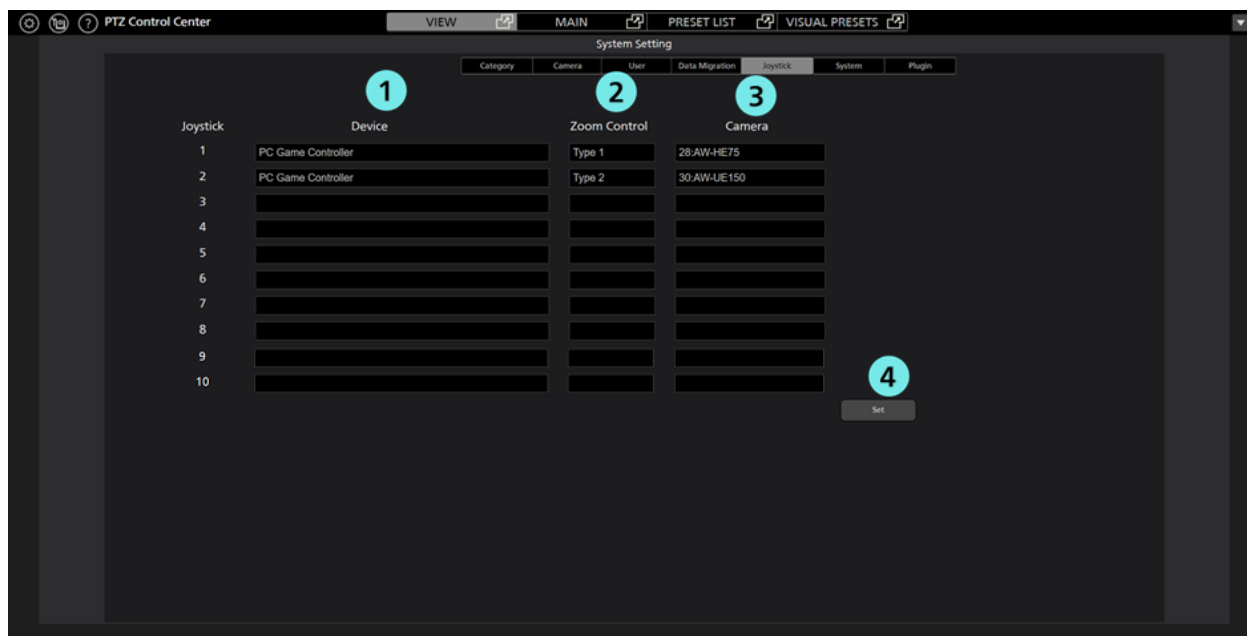 ? PTZ Control Center VIEW MAIN PRESET LIST VISUAL PRESETS
System Setting
Category Camera User Data Migration Joystick System Plugin
1 2 3
Joystick Device Zoom Control Camera
1 PC Game Controller Type 1 28:AW-HE75
2 PC Game Controller Type 2 30:AW-UE150
3
4
5
6
7
8
9
10
4
Set